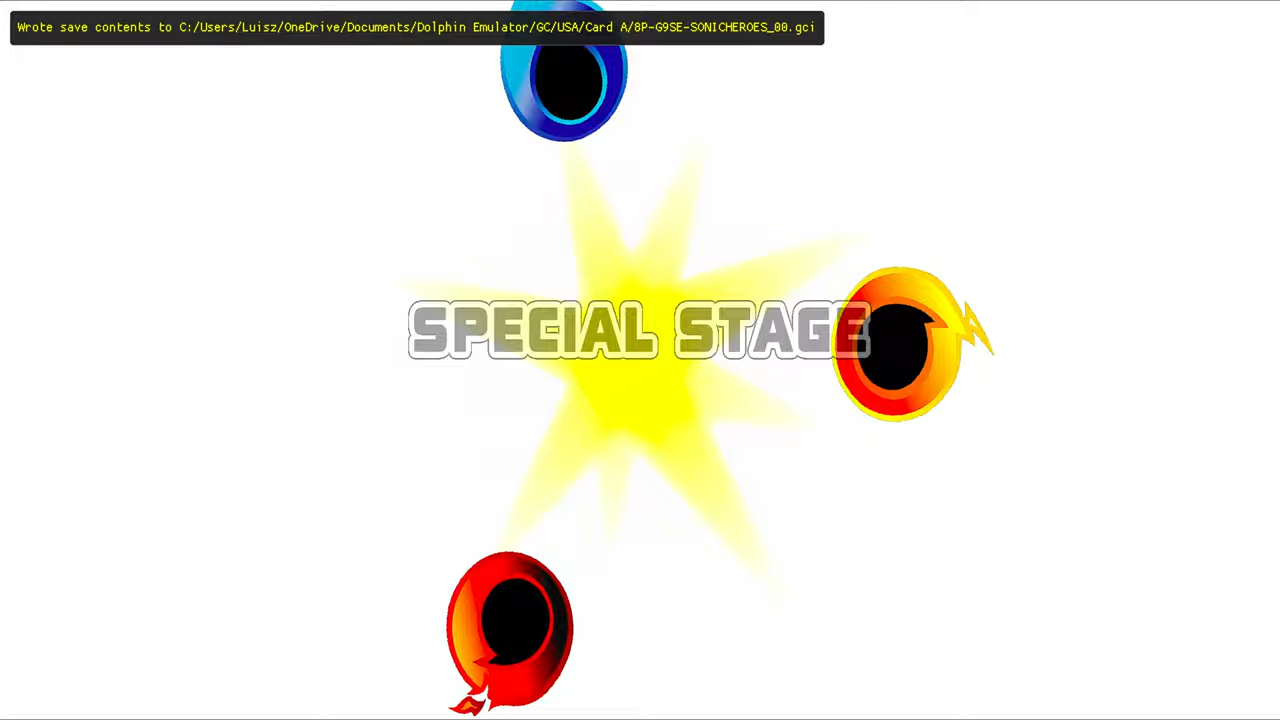 Wrote save contents to C:/Users/Luisz/OneDrive/Documents/Dolphin Emulator/GC/USA/Card A/8P-G9SE-SONICHEROES_00.gci
SPECIAL STAGE